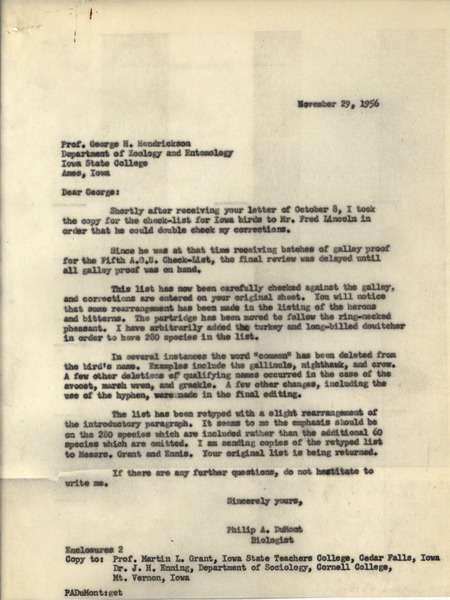 November 29, 1956
Prof. George H. Hendrickson
Department of Zoology and Entomology
Iowa State College
Ames, Iowa
Dear George:
Shortly after receiving your letter of October 8, I took
the copy for the check-list for Iowa birds to Mr. Fred Lincoln in
order that he could double check my corrections.
Since he was at that time receiving batches of galley proof
for the Fifth A.O.U. Check-List, the final review was delayed until
all galley proof was on hand.
This list has now been carefully checked against the galley,
and corrections are entered on your original sheet. You will notice
that some rearrangement has been made in the listing of the herons
and bitterns. The partridge has been moved to follow the ring-necked
pheasant. I have arbitrarily added the turkey and long-billed dowitcher
in order to have 280 species in the list.
In several instances the word "common" has been deleted from
the bird's name. Examples include the gallinule, nighthawk, and crow.
A few other deletions of qualifying names occurred in the case of the
avocet, marsh wren, and grackle. A few other changes, including the
use of the hyphen, were made in the final editing.
The list has been retyped with a slight rearrangement of
the introductory paragraph. It seems to me the emphasis should be
on the 280 species which are included rather than the additional 60
species which are omitted. I am sending copies of the retyped list
to Messrs. Grant and Ennis. Your original list is being returned.
If there are any further questions, do not hesitate to
write me.
Sincerely yours,
Philip A. DuMont
Biologist
Enclosures 2
Copy to: Prof. Martin L. Grant, Iowa State Teachers College, Cedar Falls, Iowa
Dr. J. H. Enning, Department of Sociology, Cornell College,
Mt. Vernon, Iowa
PADuMont:get